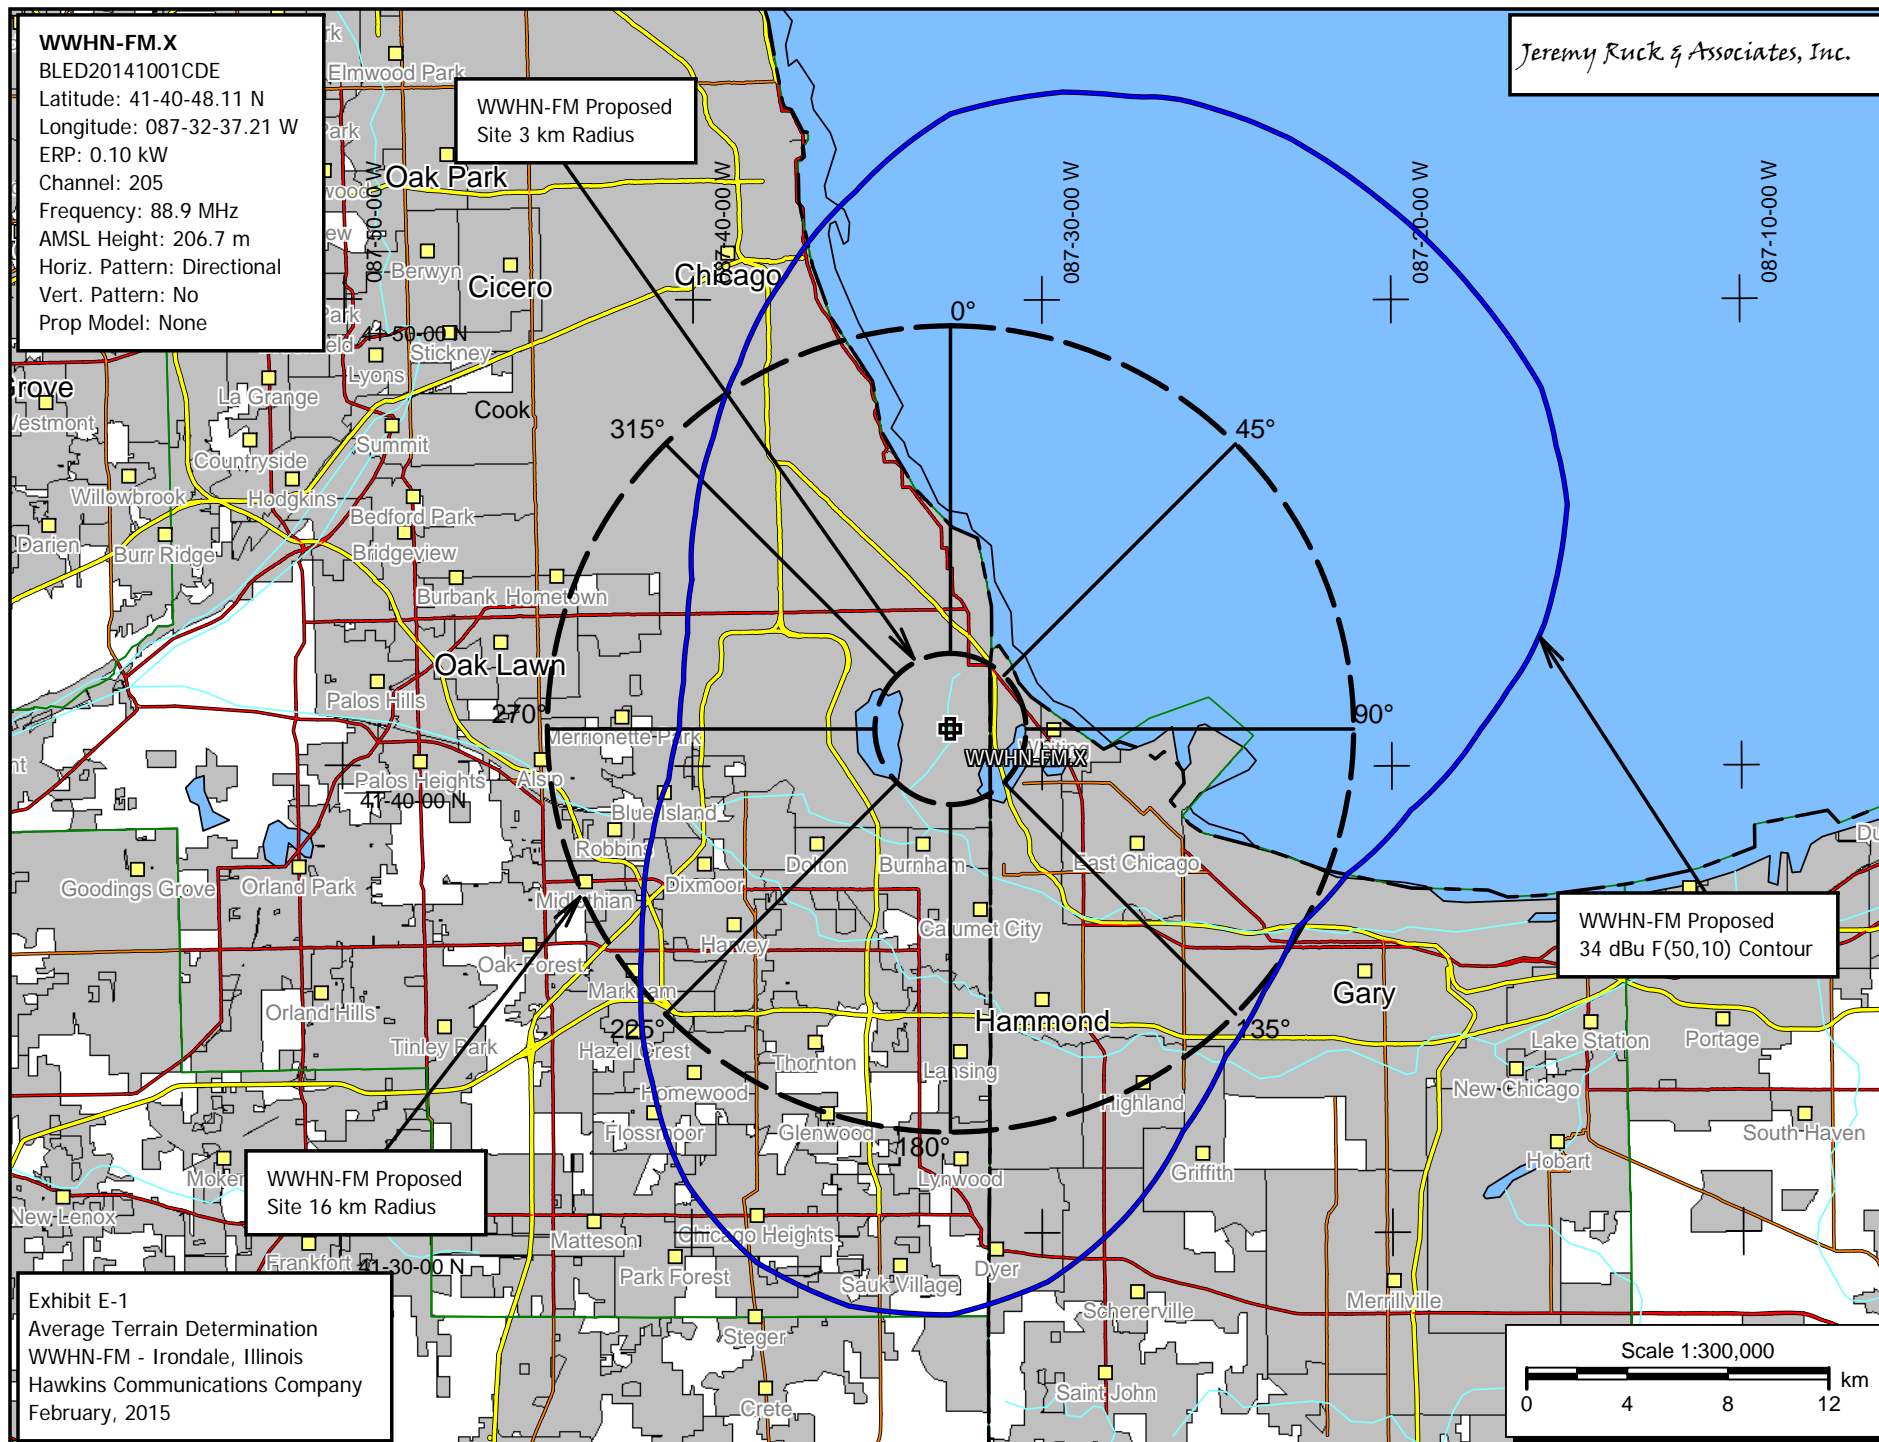 WWHN-FM.X
BLED20141001CDE
Latitude: 41-40-48.11 N
Longitude: 087-32-37.21 W
ERP: 0.10 kW
Channel: 205
Frequency: 88.9 MHz
AMSL Height: 206.7 m
Horiz. Pattern: Directional
Vert. Pattern: No
Prop Model: None
Jeremy Ruck & Associates, Inc.
WWHN-FM Proposed
Site 3 km Radius
Elmwood Park
Oak Park
087-50-00 W
087-40-00 W
087-30-00 W
087-20-00 W
087-10-00 W
Berwyn
Cicero
Chicago
41-50-00 N
Stickney
Lyons
La Grange
Cook
Grove
Westmont
Summit
Countryside
Willowbrook
Hodgkins
Bedford Park
Darien
Burr Ridge
Bridgeview
Burbank
Hometown
Oak Lawn
Palos Hills
0°
45°
90°
135°
180°
225°
270°
315°
Merrionette Park
Palos Heights
Alsip
41-40-00 N
Blue Island
Whiting
WWHN-FM.X
Robbins
Dolton
Burnham
East Chicago
Goodings Grove
Orland Park
Midlothian
Dixmoor
Harvey
Calumet City
Oak Forest
Markham
Orland Hills
Tinley Park
Hazel Crest
Thornton
Hammond
Lansing
Gary
Lake Station
Portage
New Chicago
WWHN-FM Proposed
34 dBu F(50,10) Contour
Homewood
Flossmoor
Glenwood
Highland
Griffith
Hobart
South Haven
Lynwood
New Lenox
WWHN-FM Proposed
Site 16 km Radius
Frankfort
41-30-00 N
Matteson
Chicago Heights
Park Forest
Sauk Village
Dyer
Schererville
Merrillville
Steger
Saint John
Crete
Exhibit E-1
Average Terrain Determination
WWHN-FM - Irondale, Illinois
Hawkins Communications Company
February, 2015
Scale 1:300,000
0 4 8 12 km